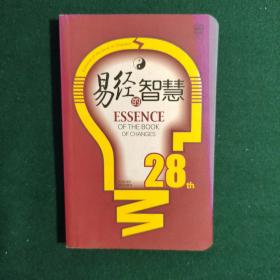 易经的智慧
ESSENCE
OF THE BOOK
OF CHANGES
28th